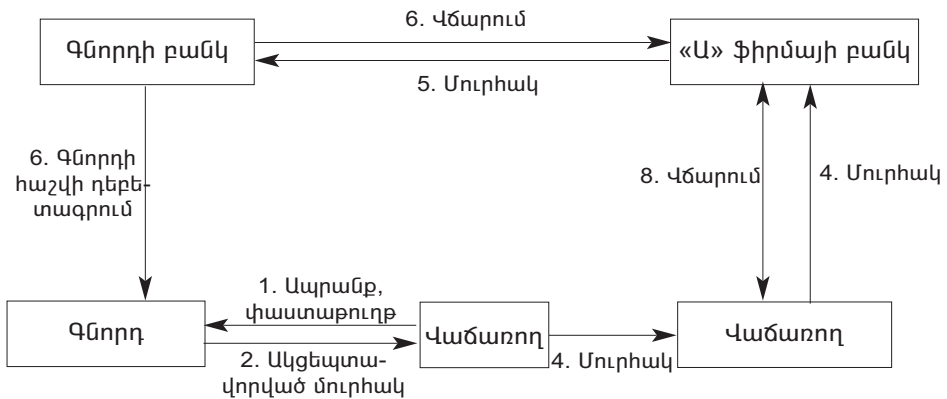 6. Վճարում
Գնորդի բանկ
«Ա» ֆիրմայի բանկ
5. Մուրհակ
6. Գնորդի
հաշվի դեբե-
տագրում
8. Վճարում
4. Մուրհակ
1. Ապրանք,
փաստաթուղթ
Գնորդ
Վաճառող
Վաճառող
2. Ակցեպտա-
վորված մուրհակ
4. Մուրհակ